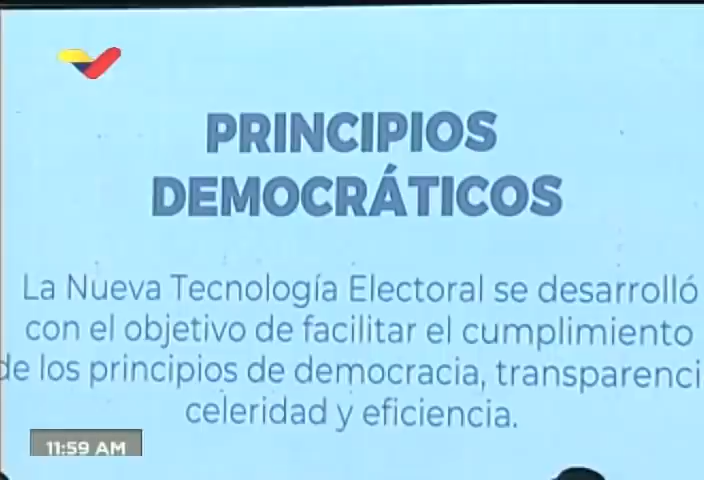 PRINCIPIOS
DEMOCRÁTICOS
La Nueva Tecnología Electoral se desarrolló
con el objetivo de facilitar el cumplimiento
de los principios de democracia, transparenci
celeridad y eficiencia.
11:59 AM